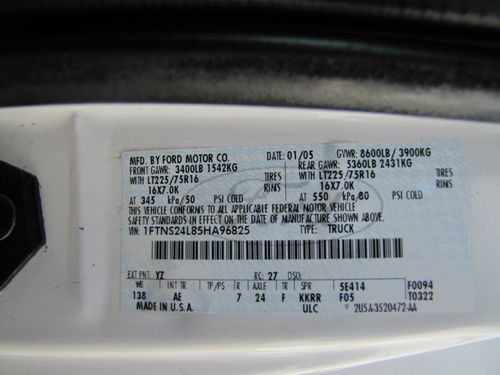 MFD. BY FORD MOTOR CO. DATE: 01/05 GVWR: 8600LB/3900KG
FRONT GAWR: 3400LB 1542KG REAR GAWR: 5360LB 2431KG
WITH LT225/75R16 TIRES WITH LT225/75R16 TIRES
16X7.0K RIMS 16X7.0K RIMS
AT 345 kPa/50 PSI COLD AT 550 kPa/80 PSI COLD
THIS VEHICLE CONFORMS TO ALL APPLICABLE FEDERAL MOTOR VEHICLE
SAFETY STANDARDS IN EFFECT ON THE DATE OF MANUFACTURE SHOWN ABOVE.
VIN: 1FTNS24L85HA96825 TYPE: TRUCK
EXT PNT: YZ RC: 27 DSO:
WB INT TR TP/PS R AXLE TR SPR 5E414 F0094
138 AE 7 24 F KKRR F05 T0322
MADE IN U.S.A. ULC 2U5A-3520472-AA